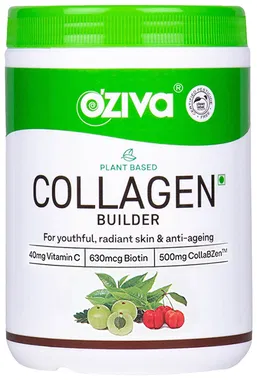 OZiVA®
PLANT BASED
COLLAGEN
BUILDER
For youthful, radiant skin & anti-ageing
40mg Vitamin C 630mcg Biotin 500mg CollaBZen™